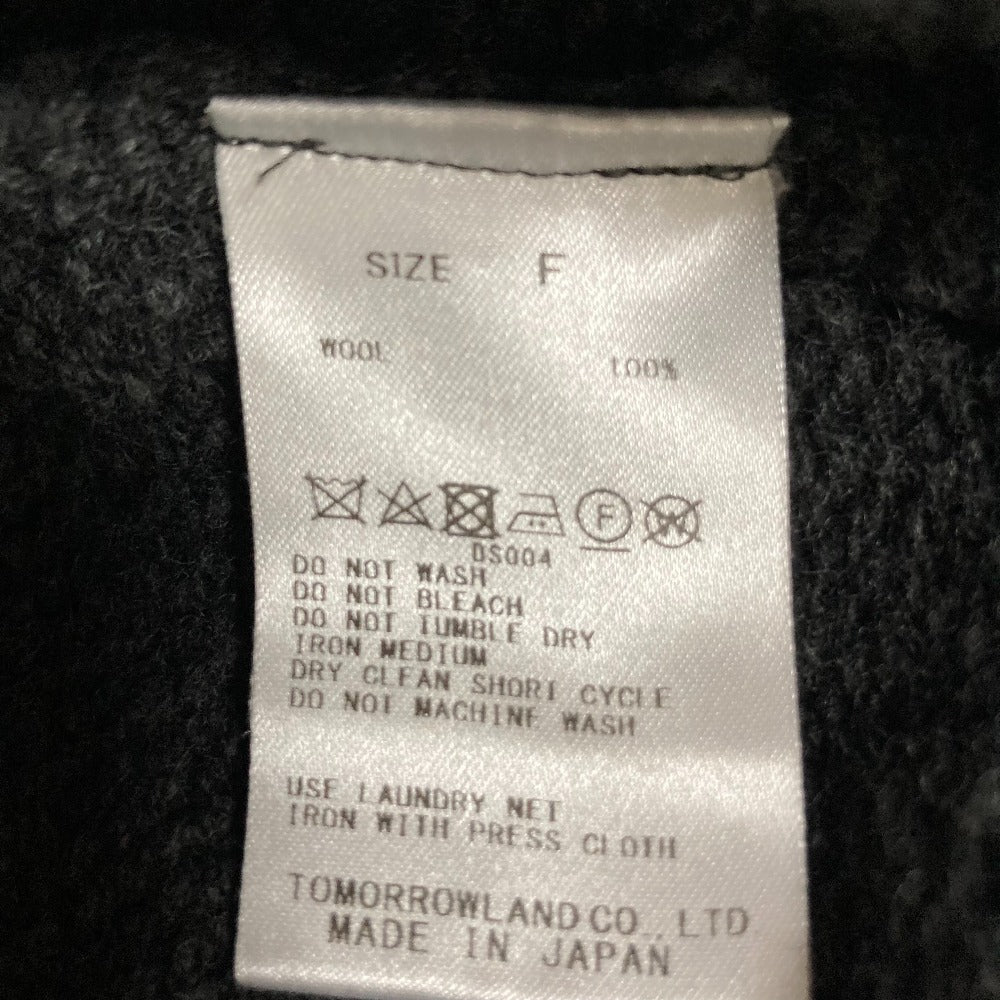 SIZE F
WOOL 100%
F W
DS004
DO NOT WASH
DO NOT BLEACH
DO NOT TUMBLE DRY
IRON MEDIUM
DRY CLEAN SHORT CYCLE
DO NOT MACHINE WASH
USE LAUNDRY NET
IRON WITH PRESS CLOTH
TOMORROWLAND CO., LTD
MADE IN JAPAN